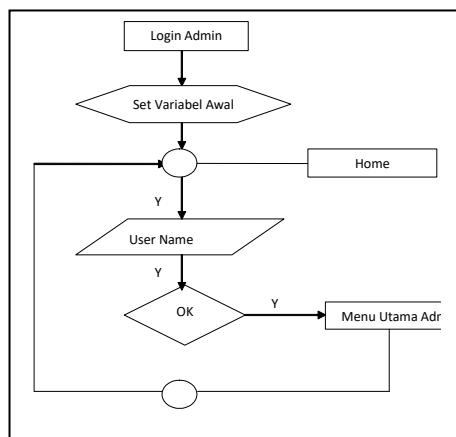 Login Admin
Set Variabel Awal
Home
Y
User Name
Y
OK
Y
Menu Utama Adr